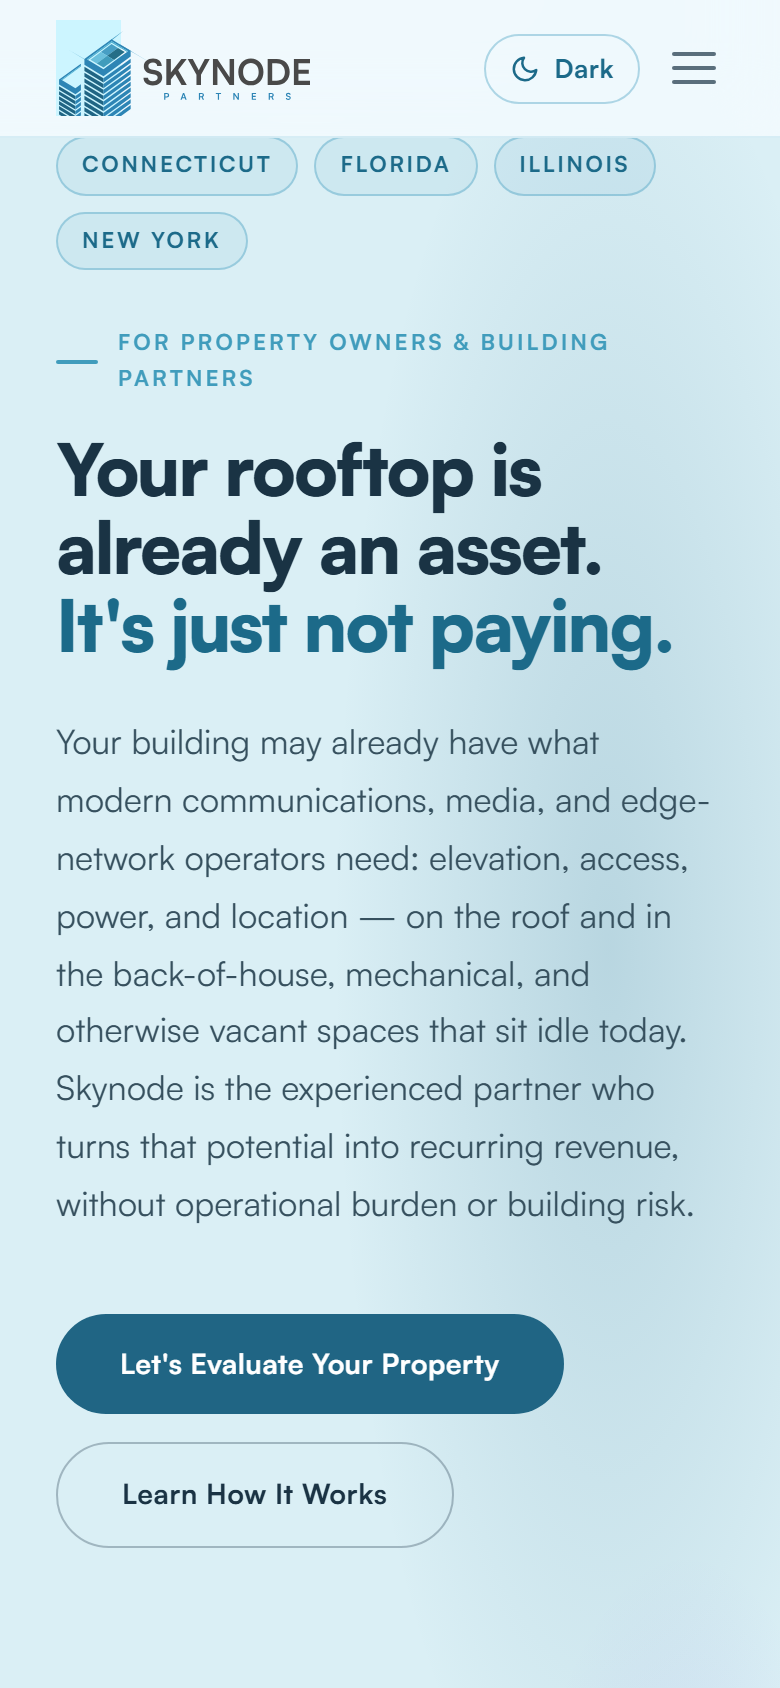 SKYNODE
PARTNERS
Dark
CONNECTICUT
FLORIDA
ILLINOIS
NEW YORK
FOR PROPERTY OWNERS & BUILDING
PARTNERS
Your rooftop is
already an asset.
It's just not paying.
Your building may already have what
modern communications, media, and edge-
network operators need: elevation, access,
power, and location — on the roof and in
the back-of-house, mechanical, and
otherwise vacant spaces that sit idle today.
Skynode is the experienced partner who
turns that potential into recurring revenue,
without operational burden or building risk.
Let's Evaluate Your Property
Learn How It Works